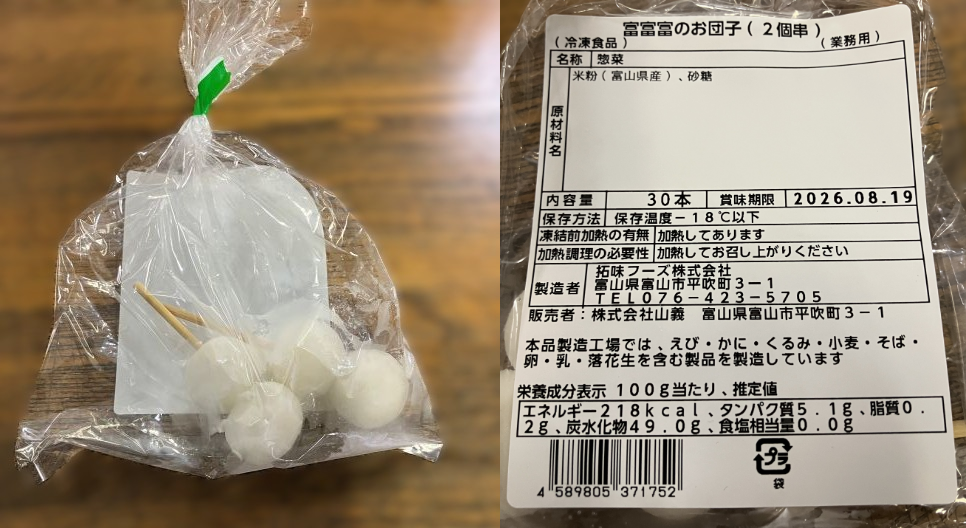 富富富のお団子(2個串)
(冷凍食品) (業務用)
名称 惣菜
原材料名 米粉(富山県産)、砂糖
内容量 30本 賞味期限 2026.08.19
保存方法 保存温度-18℃以下
凍結前加熱の有無 加熱してあります
加熱調理の必要性 加熱してお召し上がりください
製造者 拓味フーズ株式会社
富山県富山市平吹町3-1
TEL076-423-5705
販売者:株式会社山義 富山県富山市平吹町3-1
本品製造工場では、えび・かに・くるみ・小麦・そば・
卵・乳・落花生を含む製品を製造しています
栄養成分表示 100g当たり、推定値
エネルギー218kcal、タンパク質5.1g、脂質0.
2g、炭水化物49.0g、食塩相当量0.0g
4 589805 371752
プラ
袋